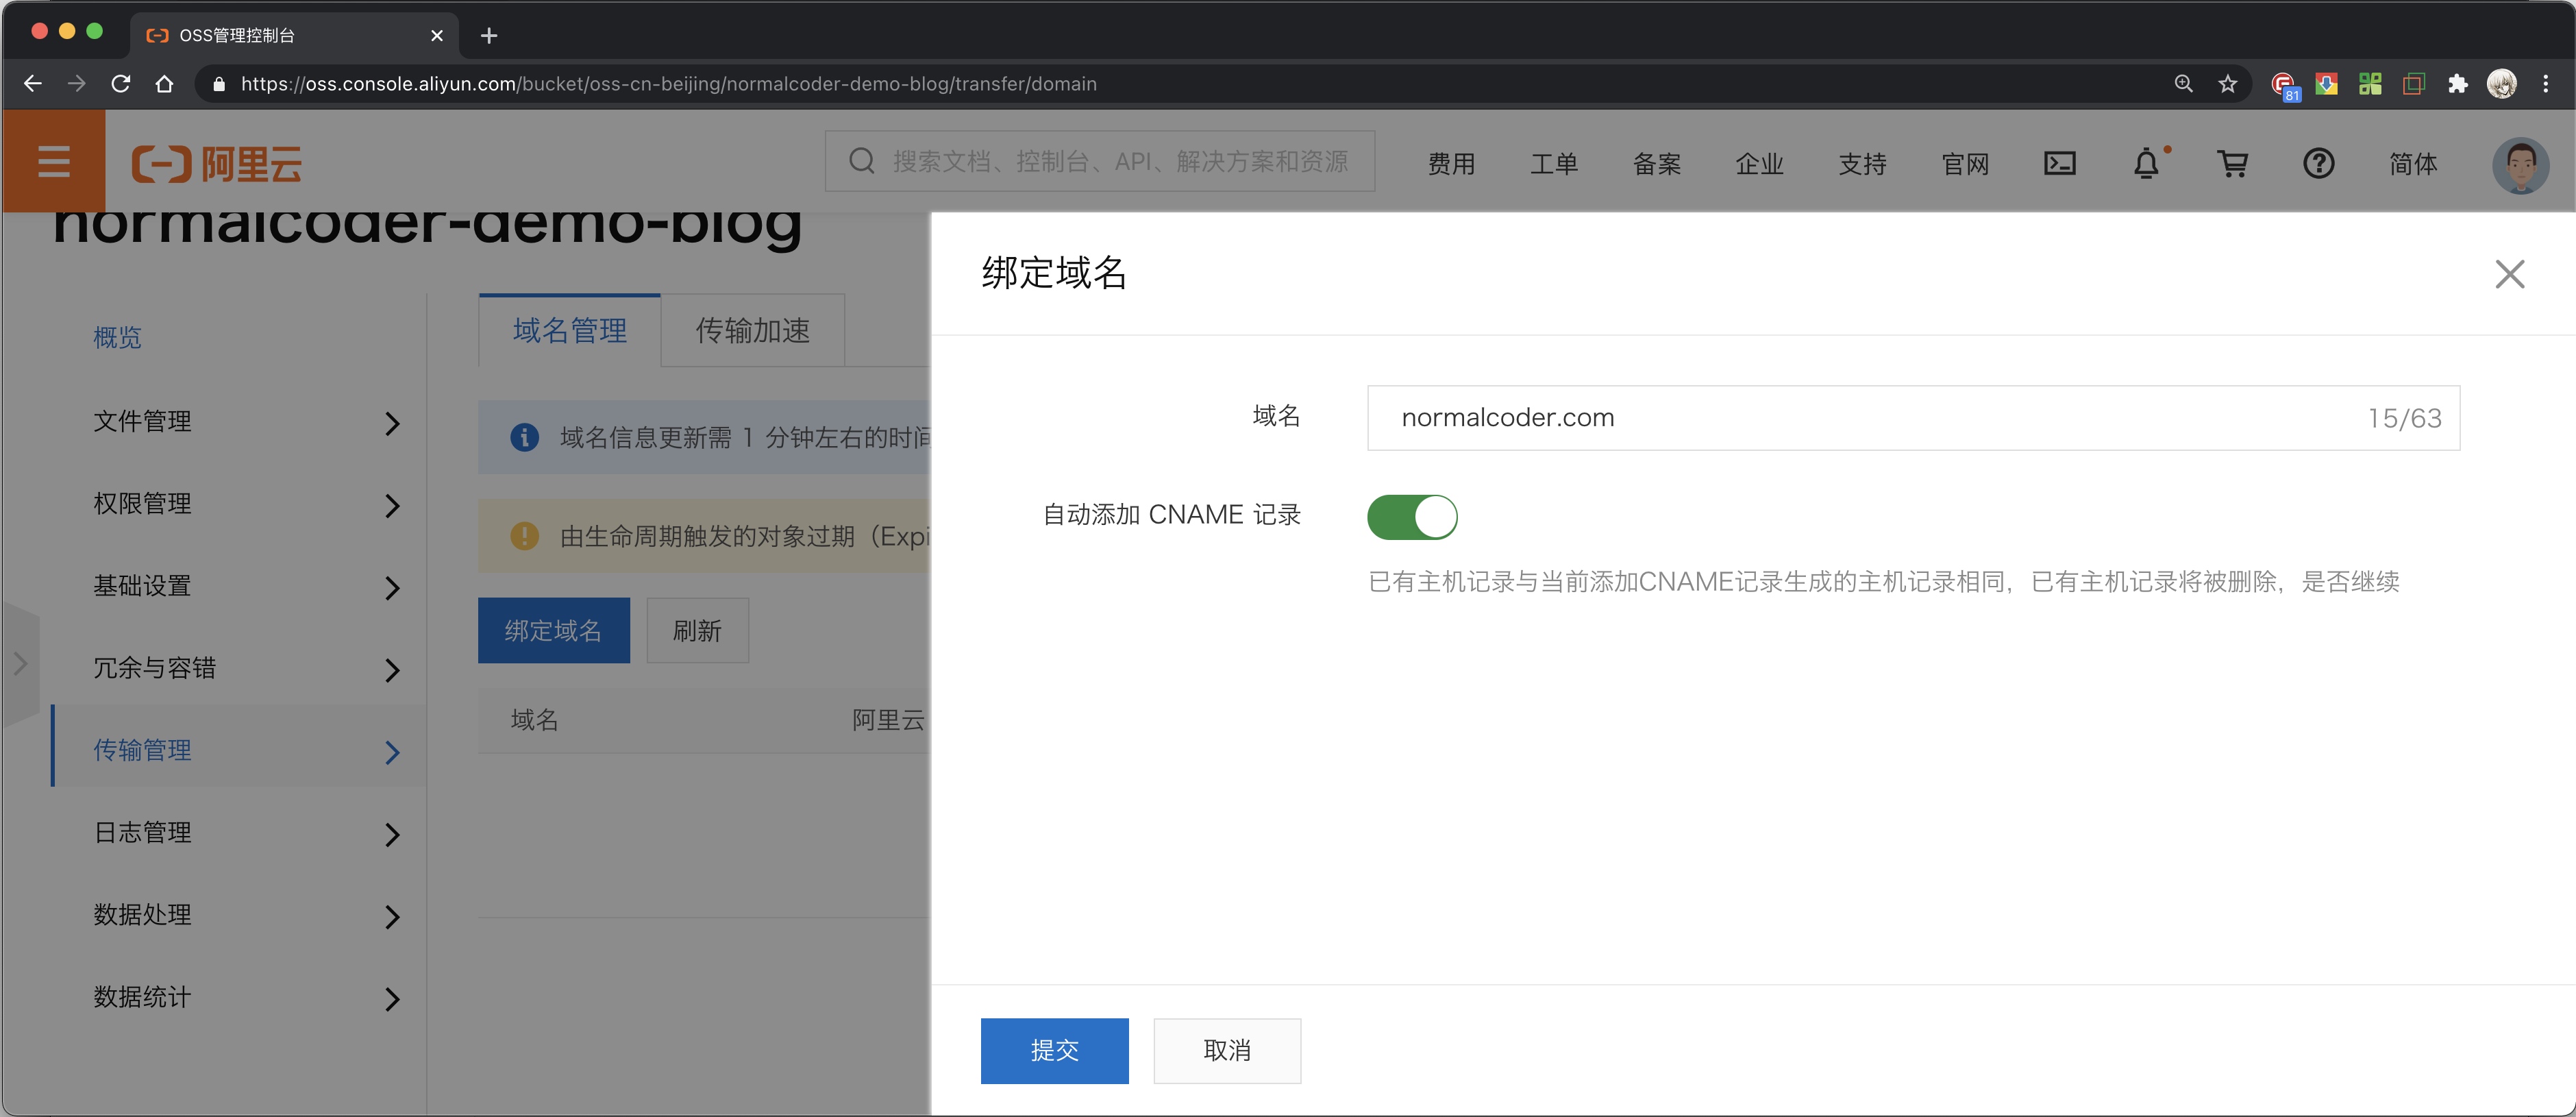 OSS管理控制台
https://oss.console.aliyun.com/bucket/oss-cn-beijing/normalcoder-demo-blog/transfer/domain
81
阿里云
搜索文档、控制台、API、解决方案和资源
费用 工单 备案 企业 支持 官网 简体
normalcoder-demo-blog
概览
文件管理
权限管理
基础设置
冗余与容错
传输管理
日志管理
数据处理
数据统计
域名管理 传输加速
域名信息更新需 1 分钟左右的时间
由生命周期触发的对象过期（Expi
绑定域名 刷新
域名 阿里云
绑定域名
域名 normalcoder.com 15/63
自动添加 CNAME 记录
已有主机记录与当前添加CNAME记录生成的主机记录相同，已有主机记录将被删除，是否继续
提交 取消